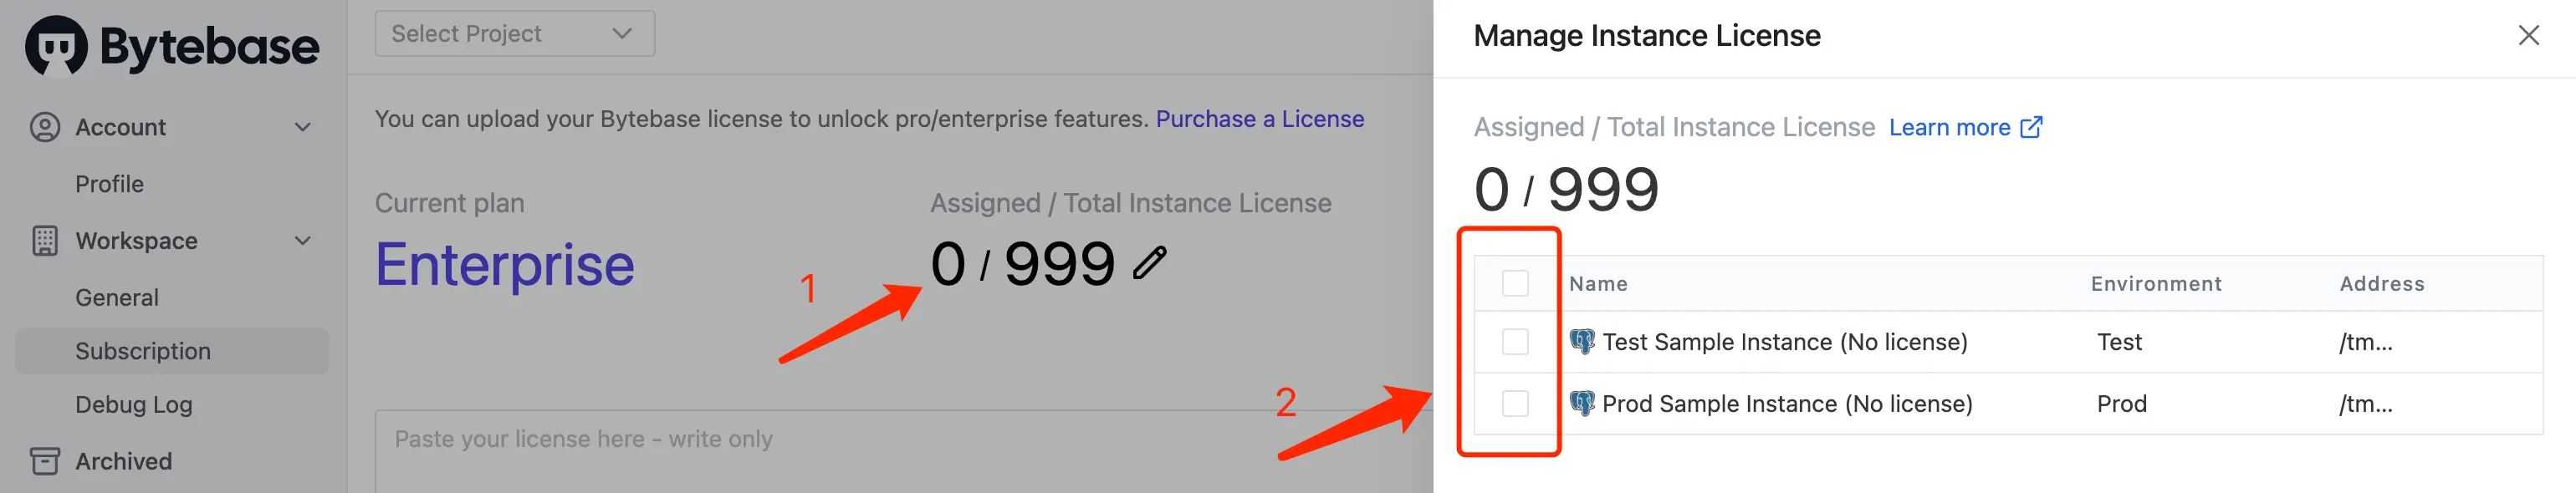 Bytebase
Account
Profile
Workspace
General
Subscription
Debug Log
Archived
Select Project
You can upload your Bytebase license to unlock pro/enterprise features. Purchase a License
Current plan
Enterprise
Assigned / Total Instance License
0 / 999
1
2
Paste your license here - write only
Manage Instance License
Assigned / Total Instance License Learn more
0 / 999
Name Environment Address
Test Sample Instance (No license) Test /tm...
Prod Sample Instance (No license) Prod /tm...